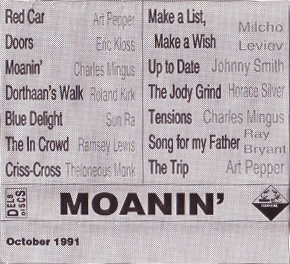 Red Car Art Pepper
Doors Eric Kloss
Moanin' Charles Mingus
Dorthaan's Walk Roland Kirk
Blue Delight Sun Ra
The In Crowd Ramsey Lewis
Criss-Cross Theloneous Monk
Make a List,
Make a Wish Milcho Leviev
Up to Date Johnny Smith
The Jody Grind Horace Silver
Tensions Charles Mingus
Song for my Father Ray Bryant
The Trip Art Pepper
DELS
DISCS
MOANIN'
October 1991